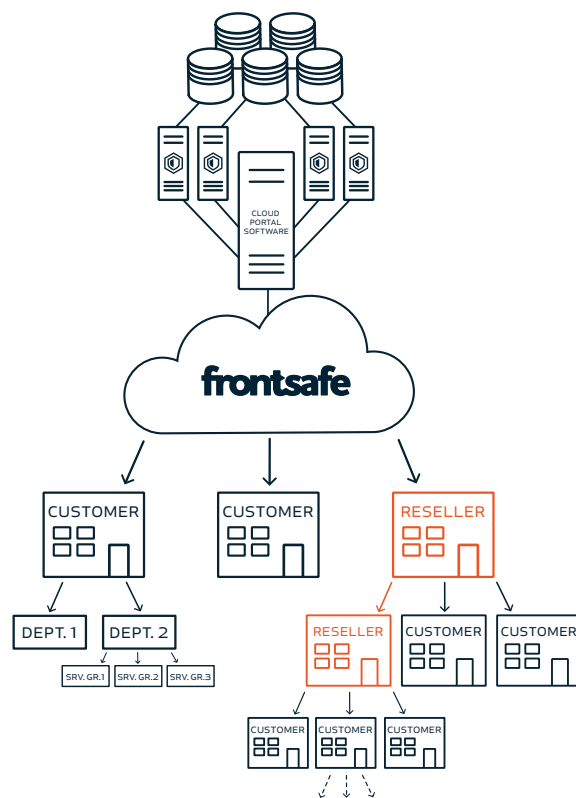 CLOUD
PORTAL
SOFTWARE
frontsafe
CUSTOMER
CUSTOMER
RESELLER
DEPT. 1
DEPT. 2
RESELLER
CUSTOMER
CUSTOMER
SRV. GR.1
SRV. GR.2
SRV. GR.3
CUSTOMER
CUSTOMER
CUSTOMER